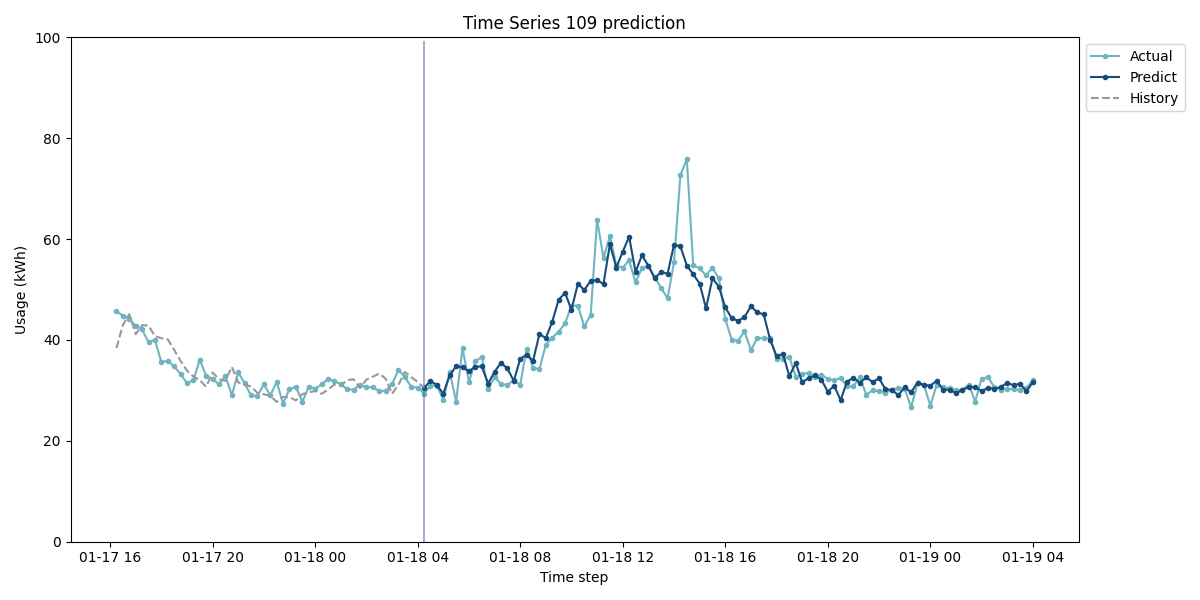 Time Series 109 prediction
Usage (kWh)
100
80
60
40
20
0
01-17 16
01-17 20
01-18 00
01-18 04
01-18 08
01-18 12
01-18 16
01-18 20
01-19 00
01-19 04
Time step
Actual
Predict
History